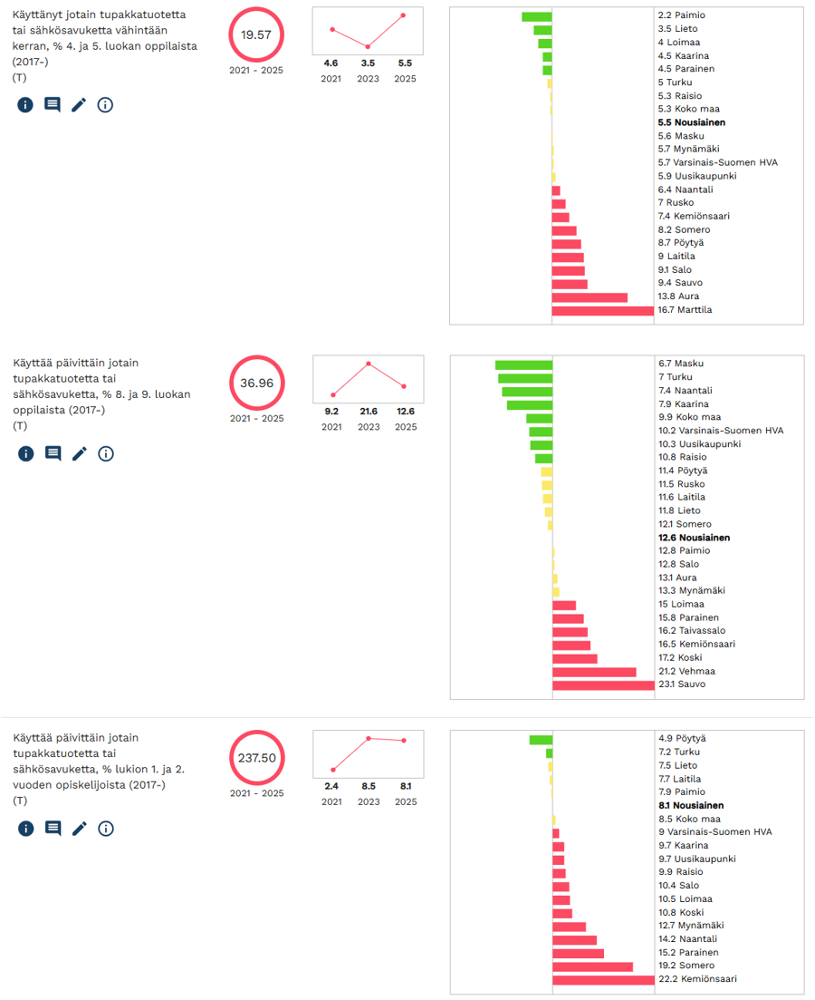 Käyttänyt jotain tupakkatuotetta
tai sähkösavuketta vähintään
kerran, % 4. ja 5. luokan oppilaista
(2017-)
(T)
19.57
2021 - 2025
4.6 3.5 5.5
2021 2023 2025
2.2 Paimio
3.5 Lieto
4 Loimaa
4.5 Kaarina
4.5 Parainen
5 Turku
5.3 Raisio
5.3 Koko maa
5.5 Nousiainen
5.6 Masku
5.7 Mynämäki
5.7 Varsinais-Suomen HVA
5.9 Uusikaupunki
6.4 Naantali
7 Rusko
7.4 Kemiönsaari
8.2 Somero
8.7 Pöytyä
9 Laitila
9.1 Salo
9.4 Sauvo
13.8 Aura
16.7 Marttila
Käyttää päivittäin jotain
tupakkatuotetta tai
sähkösavuketta, % 8. ja 9. luokan
oppilaista (2017-)
(T)
36.96
2021 - 2025
9.2 21.6 12.6
2021 2023 2025
6.7 Masku
7 Turku
7.4 Naantali
7.9 Kaarina
9.9 Koko maa
10.2 Varsinais-Suomen HVA
10.3 Uusikaupunki
10.8 Raisio
11.4 Pöytyä
11.5 Rusko
11.6 Laitila
11.8 Lieto
12.1 Somero
12.6 Nousiainen
12.8 Paimio
12.8 Salo
13.1 Aura
13.3 Mynämäki
15 Loimaa
15.8 Parainen
16.2 Taivassalo
16.5 Kemiönsaari
17.2 Koski
21.2 Vehmaa
23.1 Sauvo
Käyttää päivittäin jotain
tupakkatuotetta tai
sähkösavuketta, % lukion 1. ja 2.
vuoden opiskelijoista (2017-)
(T)
237.50
2021 - 2025
2.4 8.5 8.1
2021 2023 2025
4.9 Pöytyä
7.2 Turku
7.5 Lieto
7.7 Laitila
7.9 Paimio
8.1 Nousiainen
8.5 Koko maa
9 Varsinais-Suomen HVA
9.7 Kaarina
9.7 Uusikaupunki
9.9 Raisio
10.4 Salo
10.5 Loimaa
10.8 Koski
12.7 Mynämäki
14.2 Naantali
15.2 Parainen
19.2 Somero
22.2 Kemiönsaari